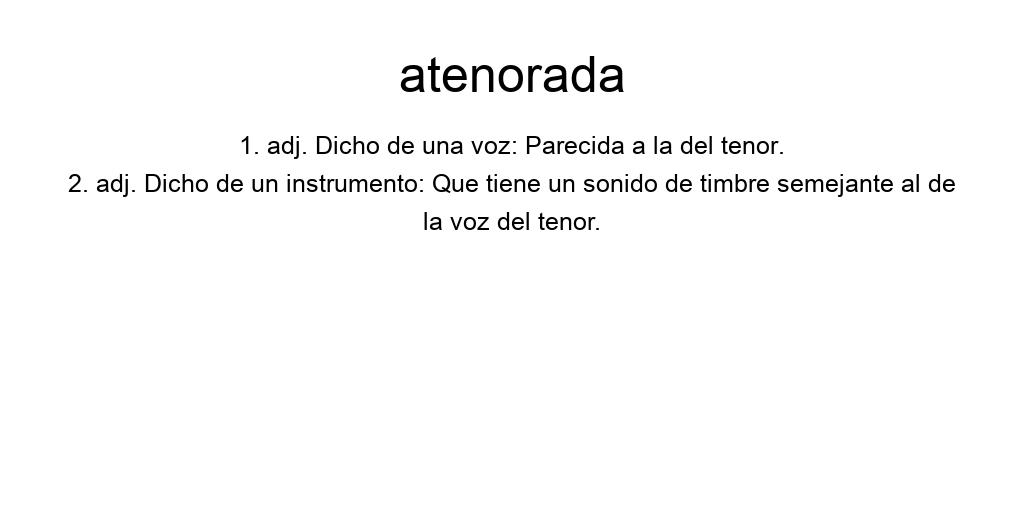 atenorada
1. adj. Dicho de una voz: Parecida a la del tenor.
2. adj. Dicho de un instrumento: Que tiene un sonido de timbre semejante al de
la voz del tenor.